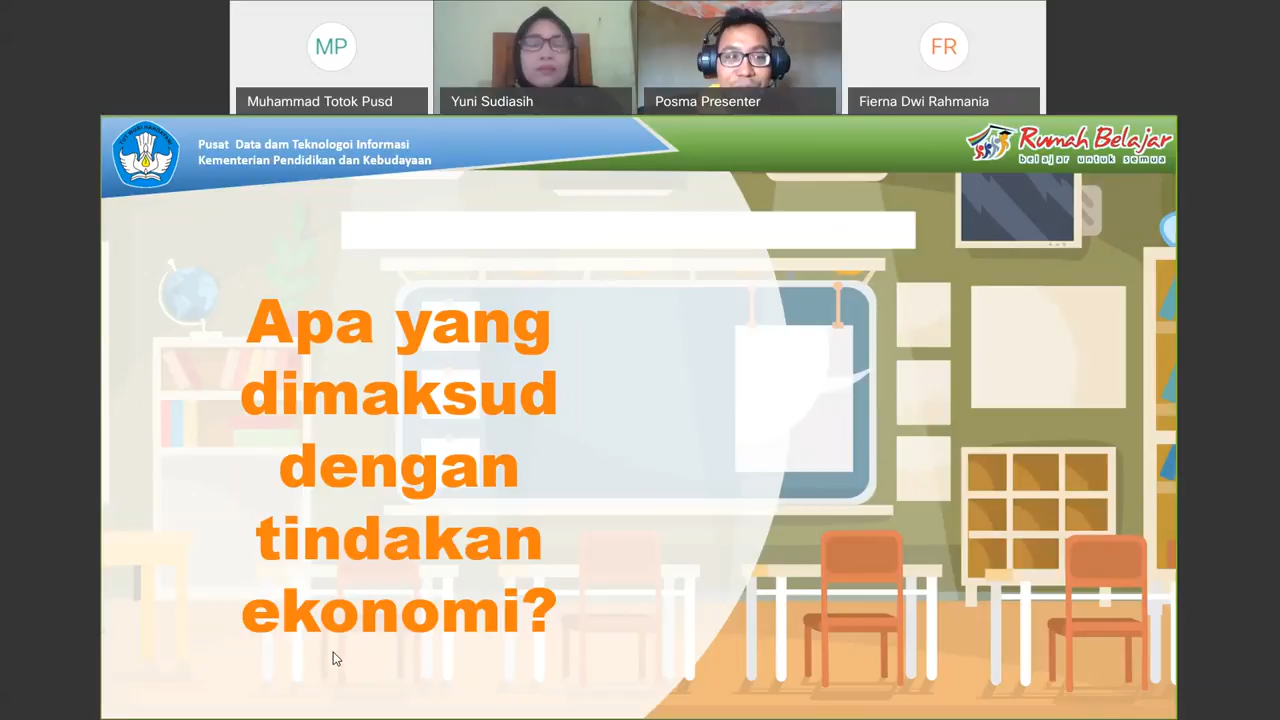 MP
FR
Muhammad Totok Pusd
Yuni Sudiasih
Posma Presenter
Fierna Dwi Rahmania
Pusat Data dam Teknologoi Informasi
Kementerian Pendidikan dan Kebudayaan
Rumah Belajar
belajar untuk semua
Apa yang
dimaksud
dengan
tindakan
ekonomi?